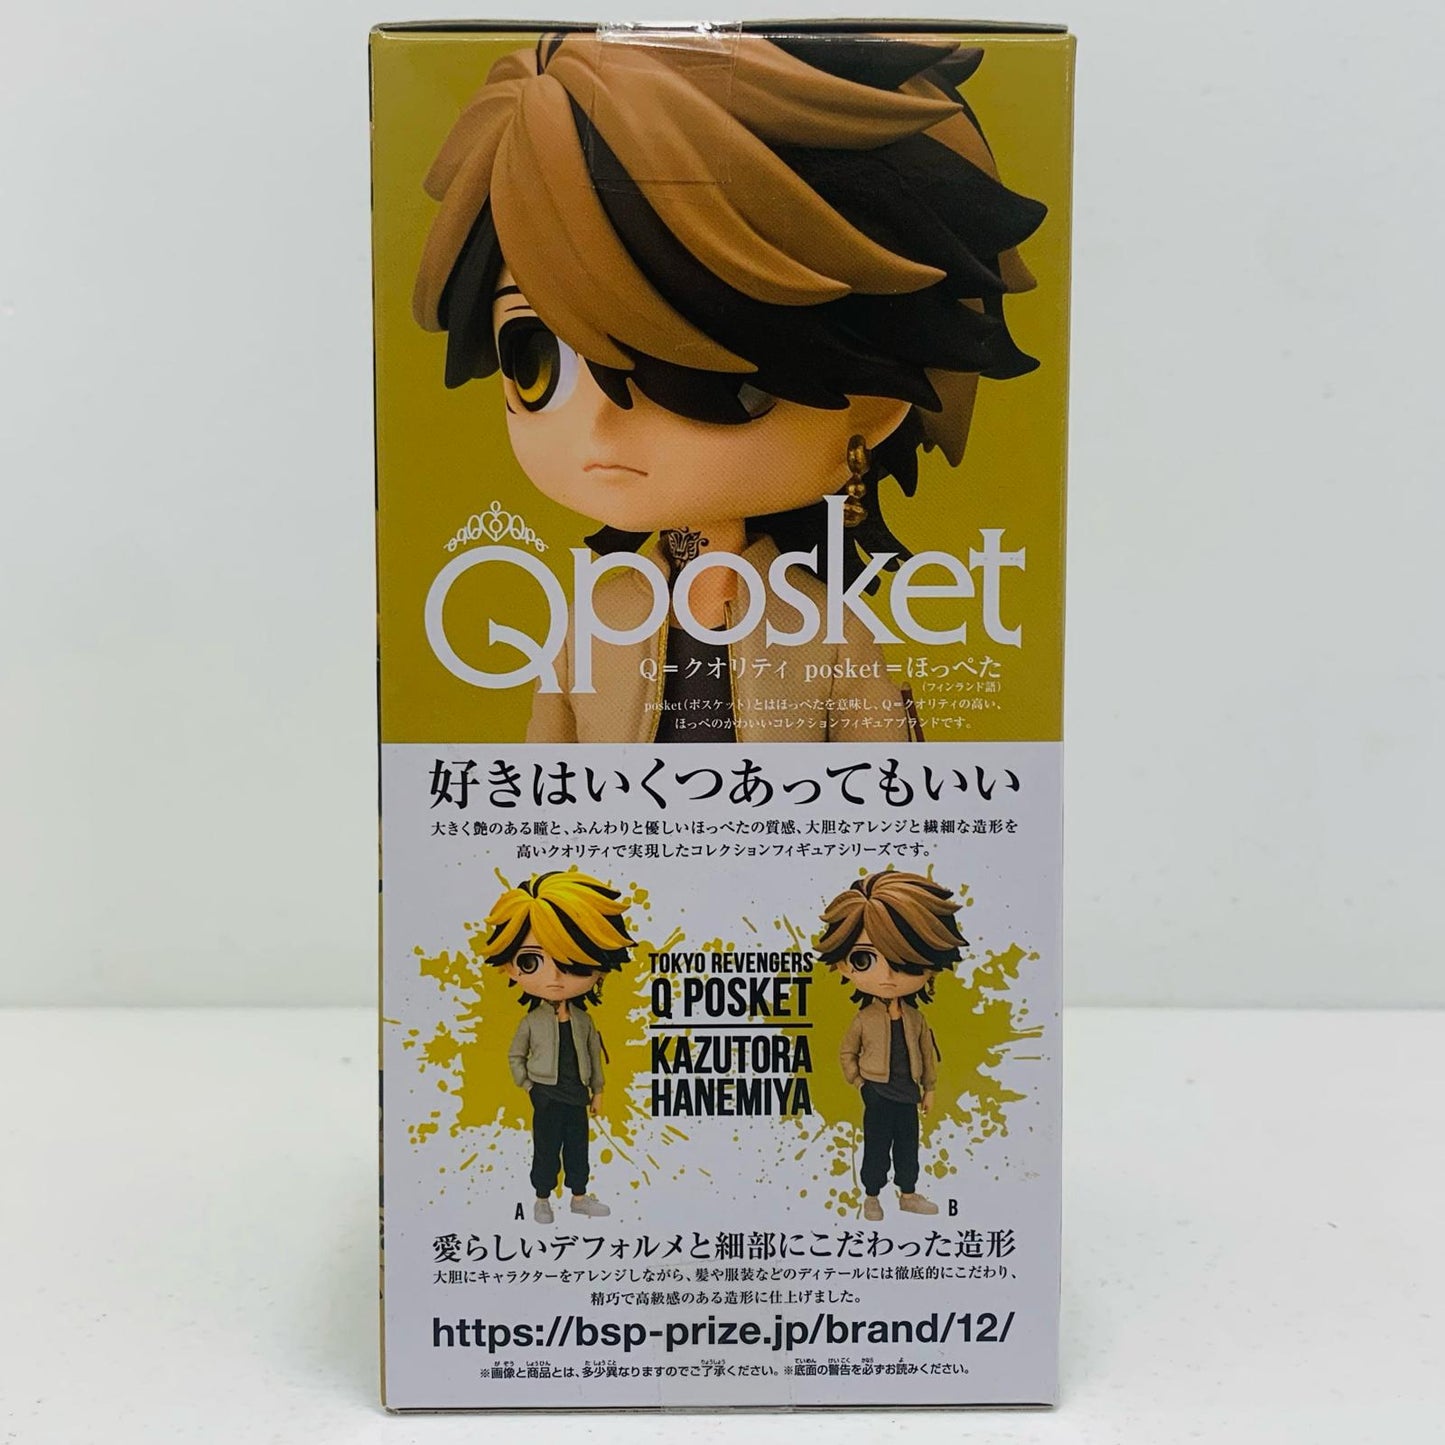 Qposket
Q=クオリティ posket=ほっぺた
(フィンランド語)
posket(ポスケット)とはほっぺたを意味し、Q=クオリティの高い、
ほっぺのかわいいコレクションフィギュアブランドです。
好きはいくつあってもいい
大きく艶のある瞳と、ふんわりと優しいほっぺたの質感、大胆なアレンジと繊細な造形を
高いクオリティで実現したコレクションフィギュアシリーズです。
TOKYO REVENGERS
Q POSKET
KAZUTORA
HANEMIYA
A
B
愛らしいデフォルメと細部にこだわった造形
大胆にキャラクターをアレンジしながら、髪や服装などのディテールには徹底的にこだわり、
精巧で高級感のある造形に仕上げました。
https://bsp-prize.jp/brand/12/
※画像と商品とは、多少異なりますのでご了承ください。※底面の警告を必ずお読みください。